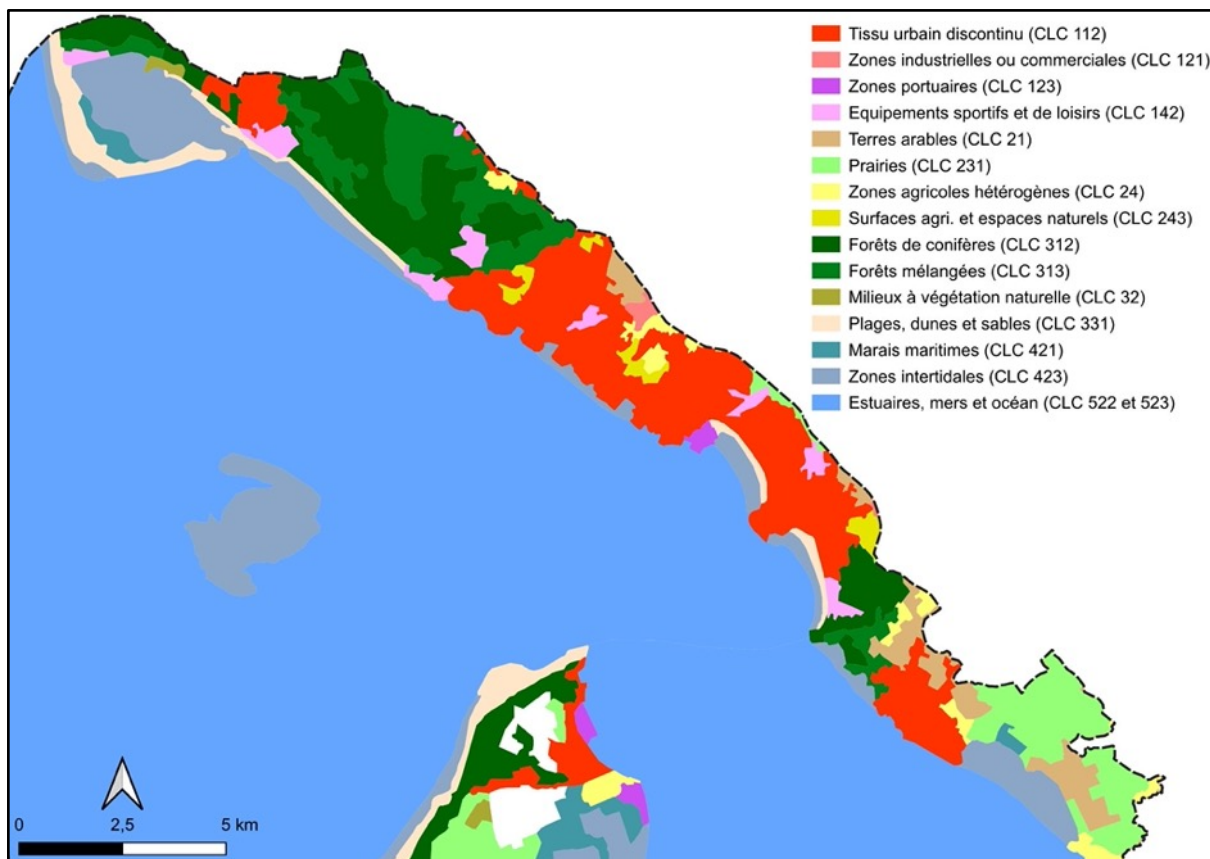 Tissu urbain discontinu (CLC 112)
Zones industrielles ou commerciales (CLC 121)
Zones portuaires (CLC 123)
Equipements sportifs et de loisirs (CLC 142)
Terres arables (CLC 21)
Prairies (CLC 231)
Zones agricoles hétérogènes (CLC 24)
Surfaces agri. et espaces naturels (CLC 243)
Forêts de conifères (CLC 312)
Forêts mélangées (CLC 313)
Milieux à végétation naturelle (CLC 32)
Plages, dunes et sables (CLC 331)
Marais maritimes (CLC 421)
Zones intertidales (CLC 423)
Estuaires, mers et océan (CLC 522 et 523)
0 2,5 5 km